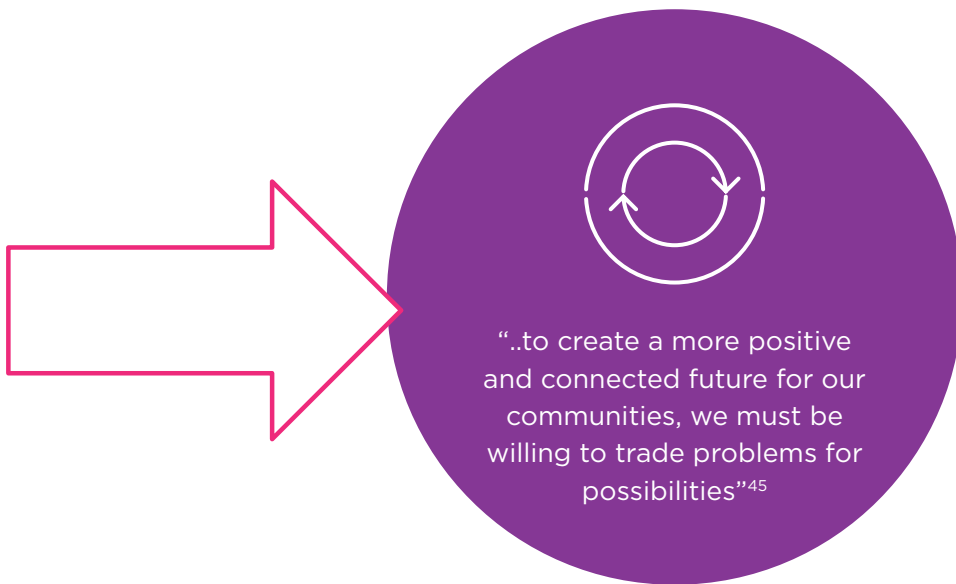 “..to create a more positive
and connected future for our
communities, we must be
willing to trade problems for
possibilities”45